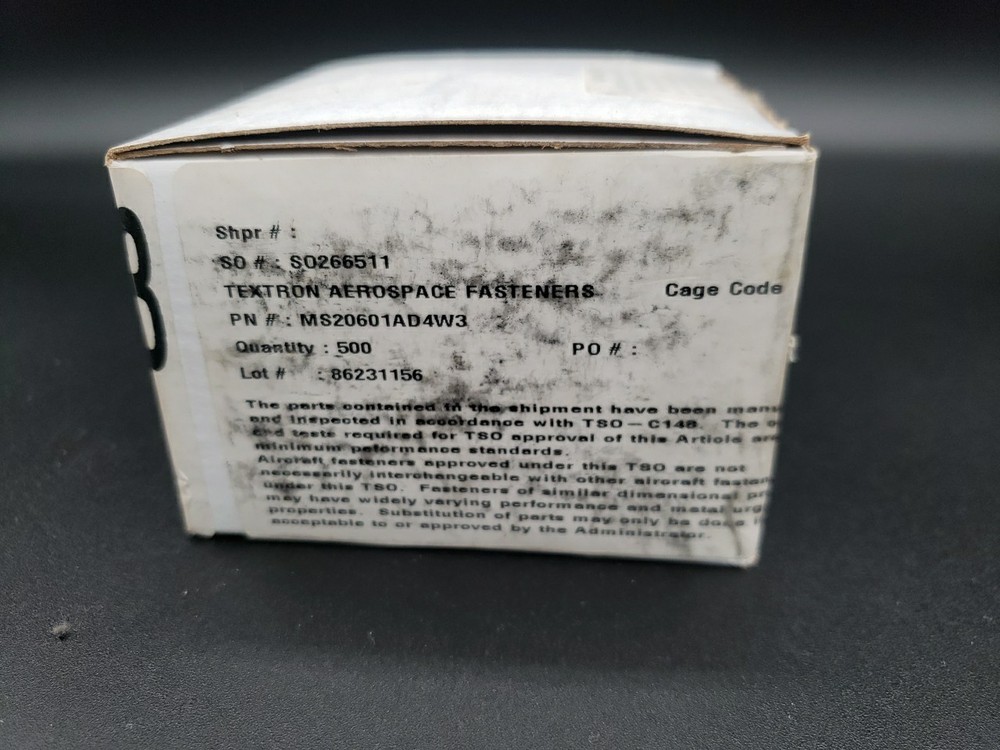 Shpr # :
SO # : SO266511
TEXTRON AEROSPACE FASTENERS Cage Code
PN # : MS20601AD4W3
Quantity : 500 PO # :
Lot # : 86231156
The parts contained in the shipment have been
and inspected in accordance with TSO-C148. The
and tests required for TSO approval of this Article
minimum peformance standards.
Aircraft fasteners approved under this TSO are not
necessarily interchangeable with other aircraft
under this TSO. Fasteners of similar dimensional
may have widely varying performance and
properties. Substitution of parts may only be
acceptable to or approved by the Administrator.